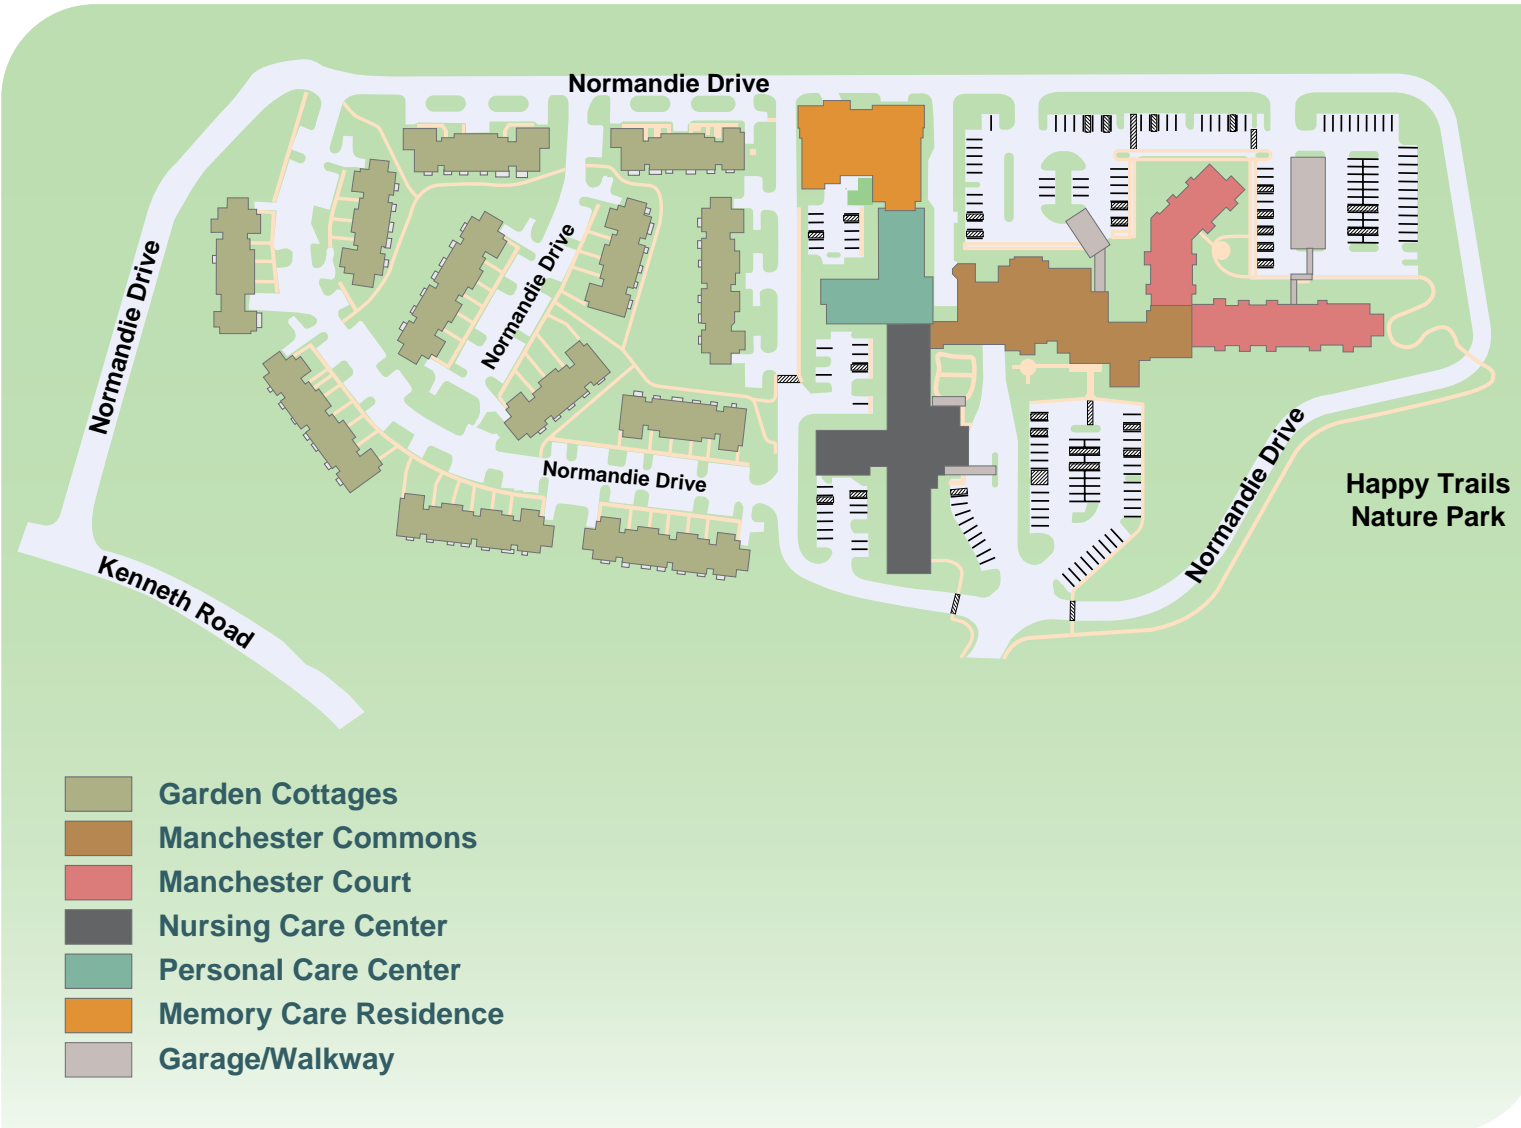 Normandie Drive
Normandie Drive
Normandie Drive
Normandie Drive
Normandie Drive
Happy Trails
Nature Park
Kenneth Road
Garden Cottages
Manchester Commons
Manchester Court
Nursing Care Center
Personal Care Center
Memory Care Residence
Garage/Walkway